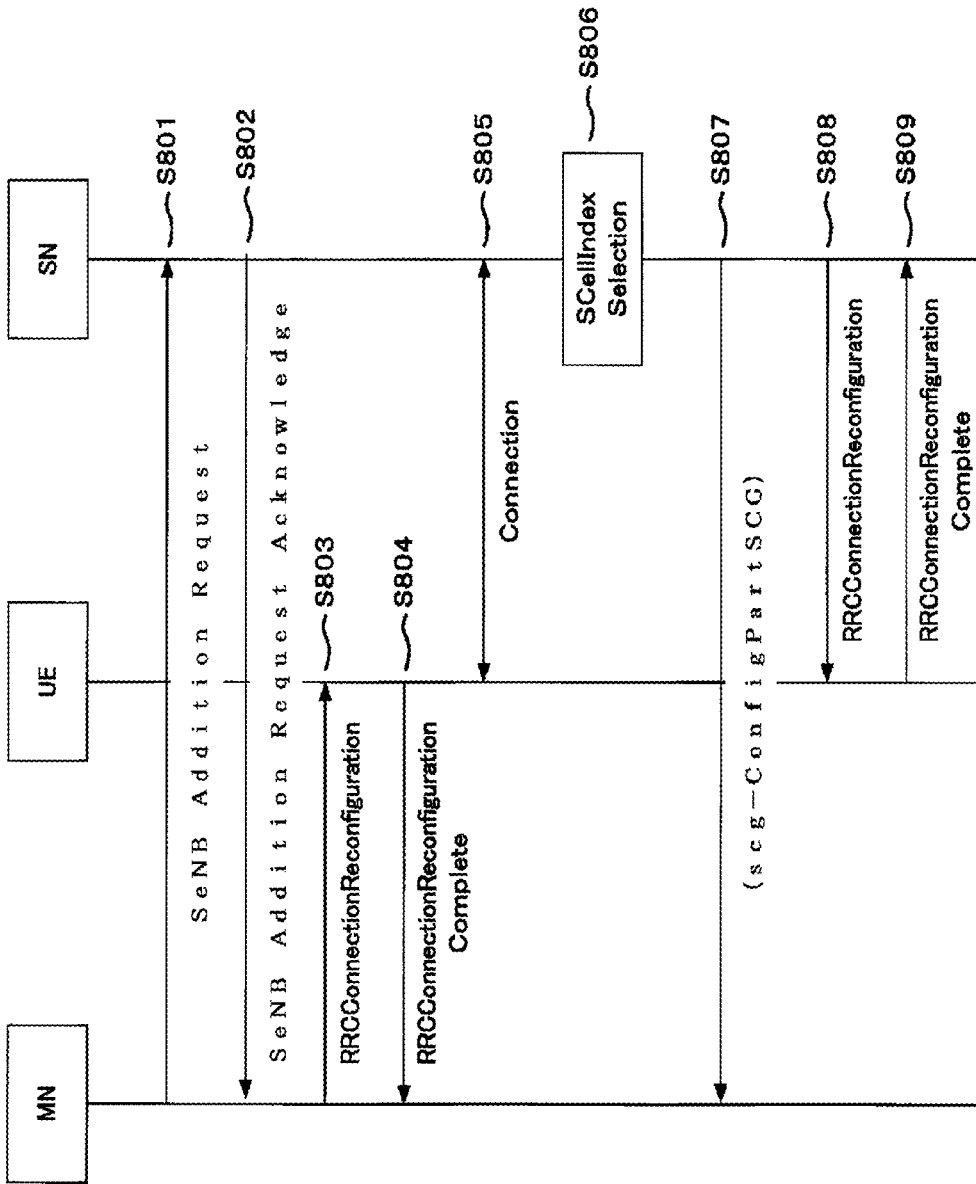 MN
UE
SN
S801
SeNB Addition Request
S802
SeNB Addition Request Acknowledge
S803
RRCConnectionReconfiguration
S804
RRCConnectionReconfiguration
Complete
S805
Connection
SCellIndex
Selection
S806
S807
(scg-ConfigPartSCG)
S808
RRCConnectionReconfiguration
S809
RRCConnectionReconfiguration
Complete